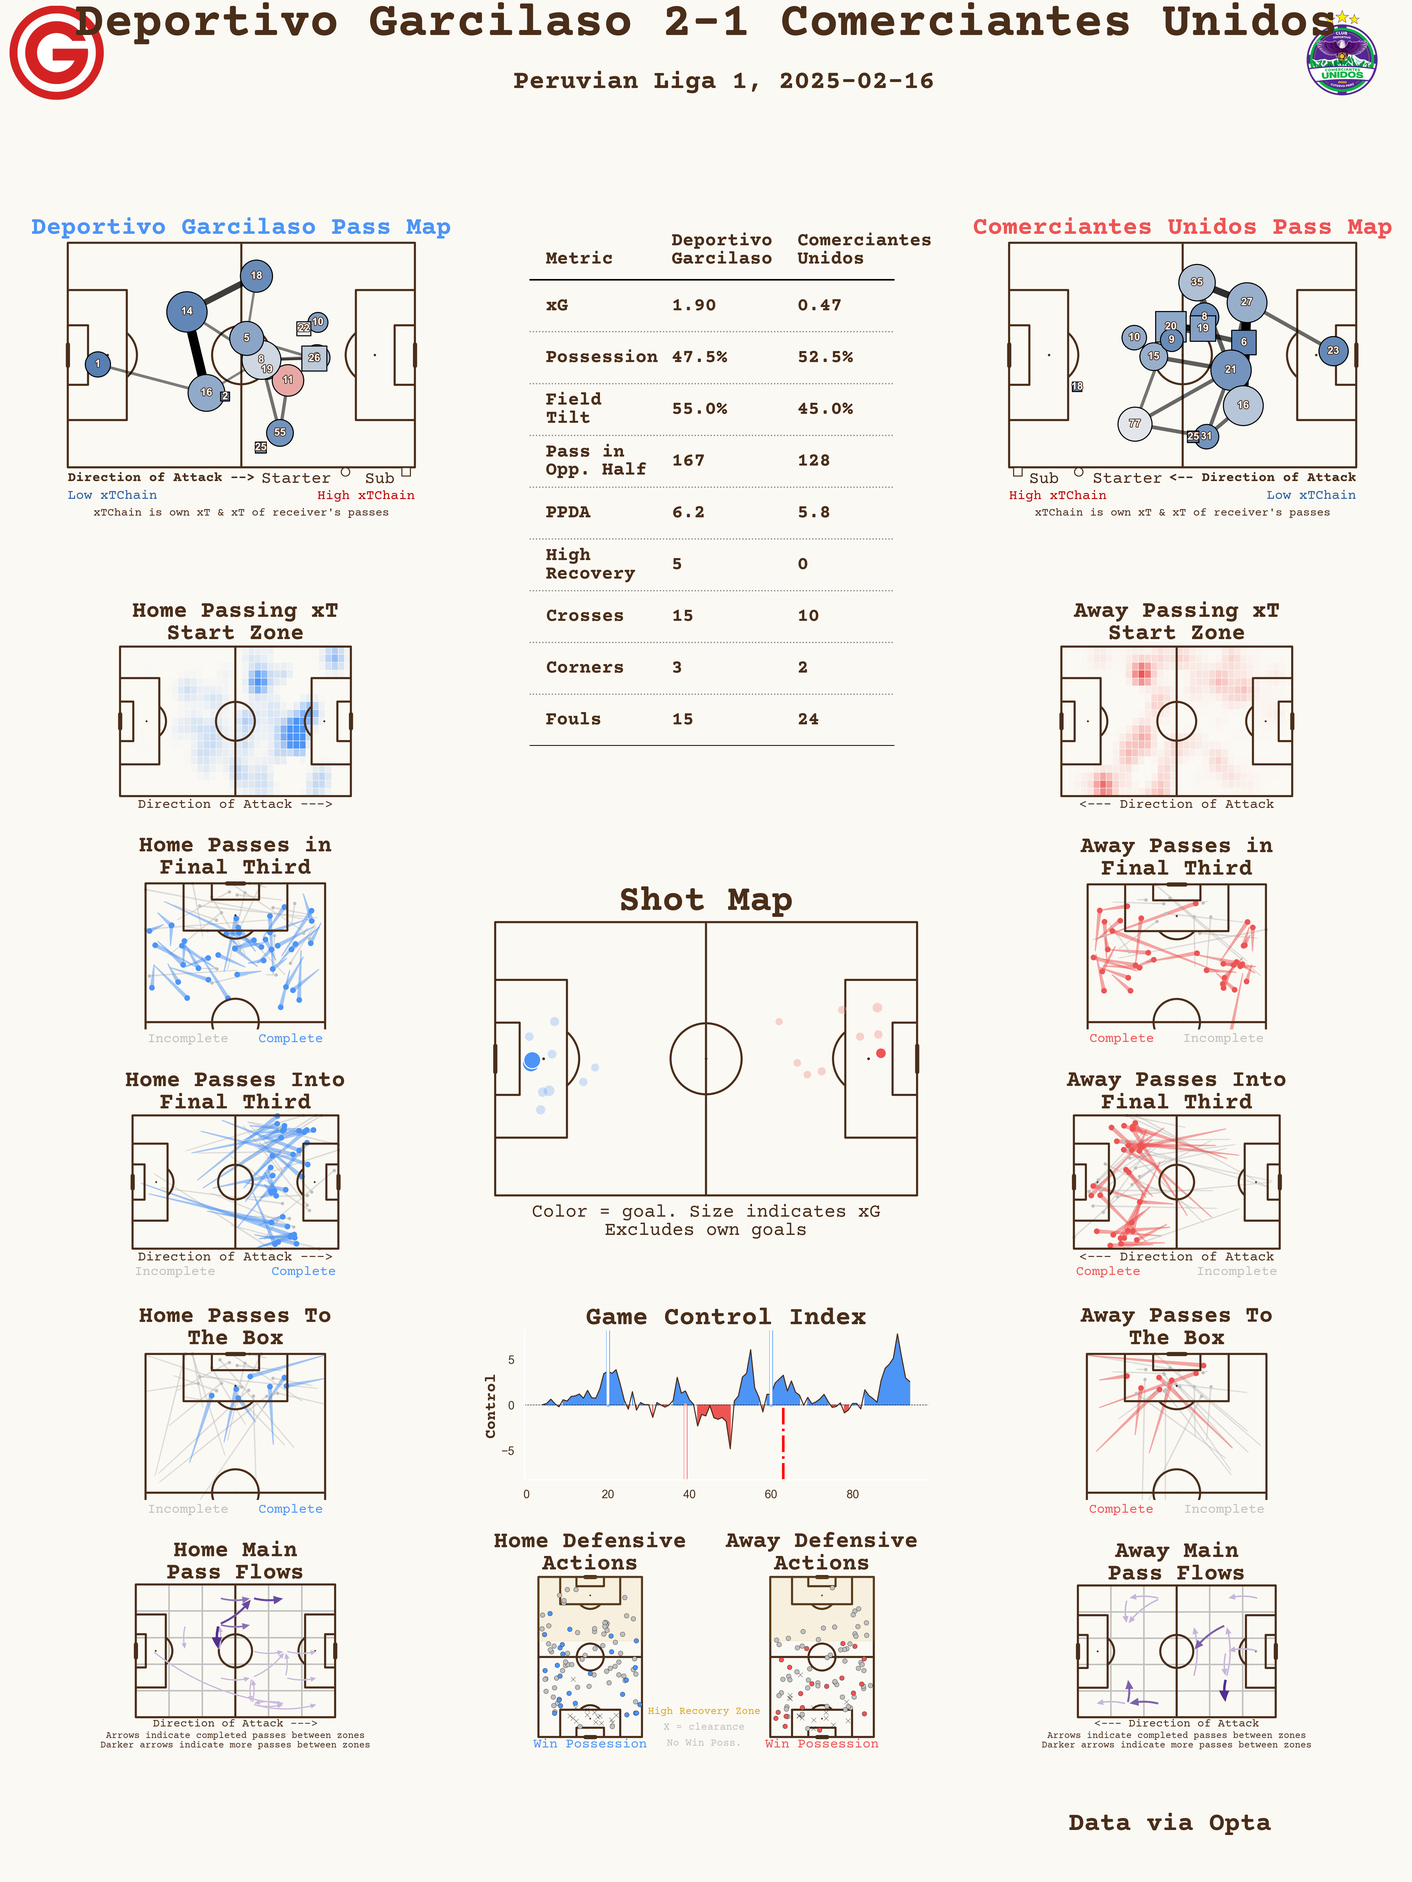 Deportivo Garcilaso 2-1 Comerciantes Unidos
Peruvian Liga 1, 2025-02-16
CLUB
DEPORTIVO
COMERCIANTES
UNIDOS
Deportivo Garcilaso Pass Map
18
14
10
22
5
8
26
1
19
11
16
2
55
25
Direction of Attack --> Starter Sub
Low xTChain High xTChain
xTChain is own xT & xT of receiver's passes
Metric Deportivo Garcilaso Comerciantes Unidos
xG 1.90 0.47
Possession 47.5% 52.5%
Field Tilt 55.0% 45.0%
Pass in Opp. Half 167 128
PPDA 6.2 5.8
High Recovery 5 0
Crosses 15 10
Corners 3 2
Fouls 15 24
Comerciantes Unidos Pass Map
35
27
8
20
19
10
9
6
23
15
21
18
16
77
25
31
Sub Starter <-- Direction of Attack
High xTChain Low xTChain
xTChain is own xT & xT of receiver's passes
Home Passing xT
Start Zone
Direction of Attack --->
Away Passing xT
Start Zone
<--- Direction of Attack
Home Passes in
Final Third
Incomplete Complete
Shot Map
Color = goal. Size indicates xG
Excludes own goals
Away Passes in
Final Third
Complete Incomplete
Home Passes Into
Final Third
Direction of Attack --->
Incomplete Complete
Away Passes Into
Final Third
<--- Direction of Attack
Complete Incomplete
Home Passes To
The Box
Incomplete Complete
Game Control Index
Control
5
0
−5
0 20 40 60 80
Away Passes To
The Box
Complete Incomplete
Home Main
Pass Flows
Direction of Attack --->
Arrows indicate completed passes between zones
Darker arrows indicate more passes between zones
Home Defensive
Actions
Win Possession
High Recovery Zone
X = clearance
No Win Poss.
Away Defensive
Actions
Win Possession
Away Main
Pass Flows
<--- Direction of Attack
Arrows indicate completed passes between zones
Darker arrows indicate more passes between zones
Data via Opta